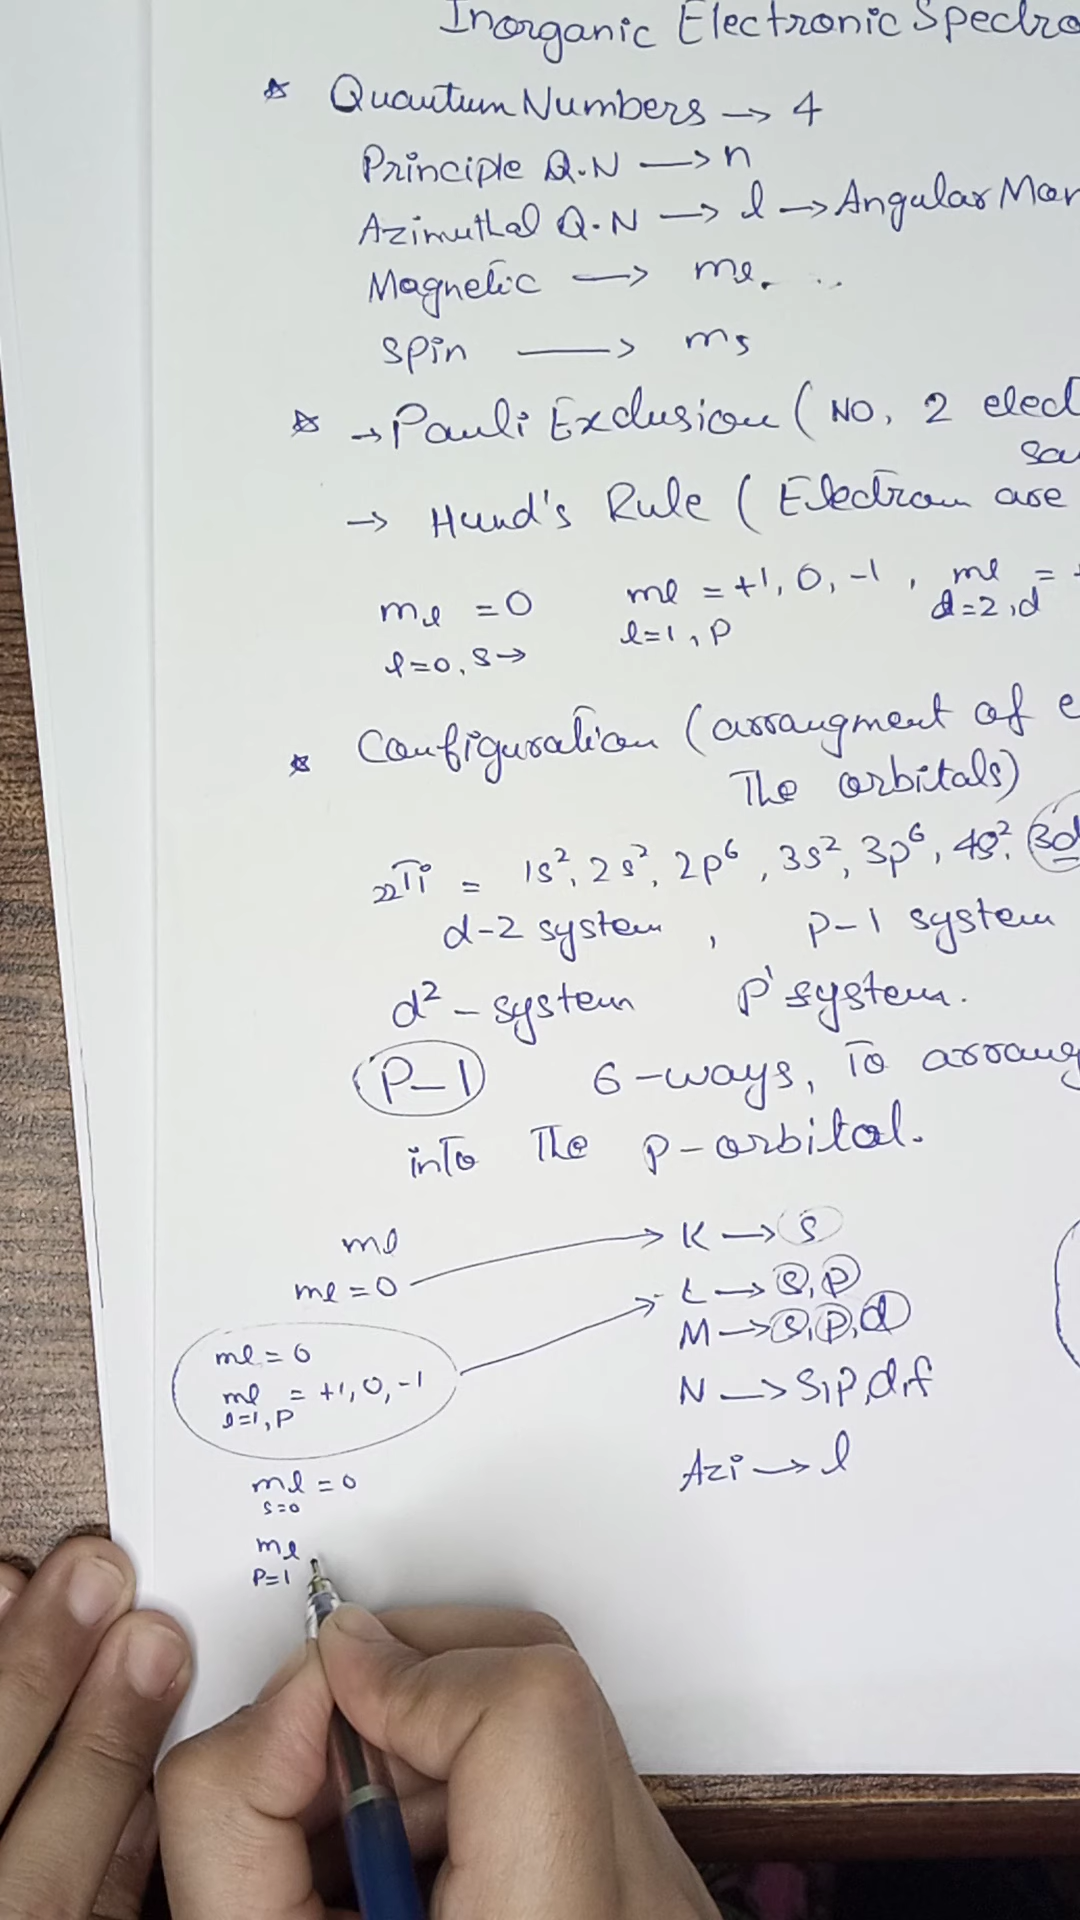 Inorganic Electronic Spectro
☆ Quantum Numbers → 4
Principle Q.N → n
Azimuthal Q.N → l → Angular Mom
Magnetic → ml. ..
Spin → ms
☆ → Pauli Exclusion (NO, 2 elect
sa
→ Hund's Rule (Electron are
ml = 0 ml = +1, 0, -1 , ml = +
l=0, s→ l=1, p d=2, d
☆ Configuration (arrangment of e
The orbitals)
22Ti = 1s², 2s², 2p⁶, 3s², 3p⁶, 4s², 3d
d-2 system , p-1 system
d² - system p¹ system.
P-1 6-ways, To arrang
into The p-orbital.
ml K → s
ml = 0 L → s, p
ml = 0 M → s, p, d
ml = +1, 0, -1 N → s, p, d, f
l=1, p
ml = 0 Azi → l
s=0
ml
p=1